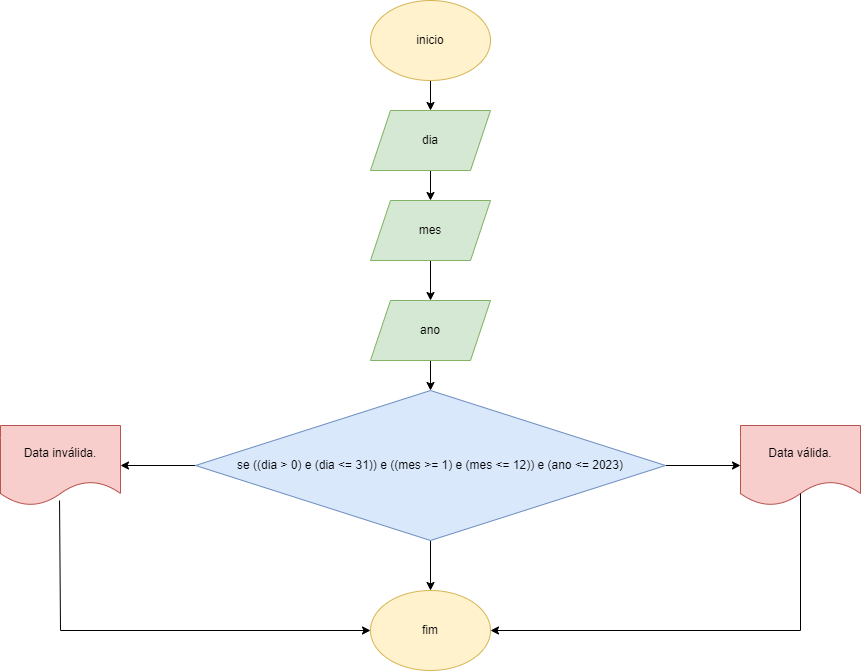 inicio
dia
mes
ano
Data inválida.
se ((dia > 0) e (dia <= 31)) e ((mes >= 1) e (mes <= 12)) e (ano <= 2023)
Data válida.
fim